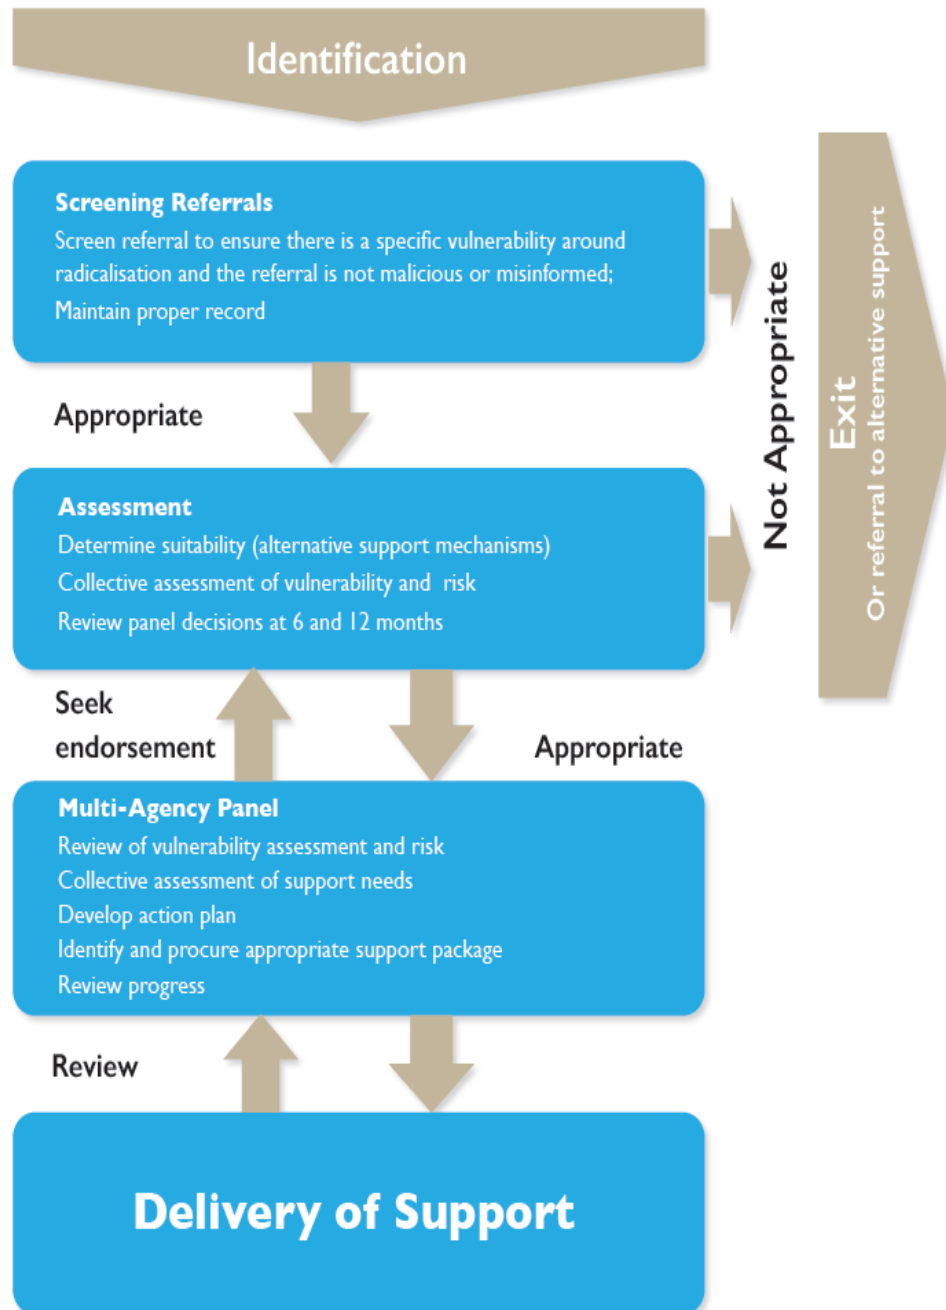 Identification
Screening Referrals
Screen referral to ensure there is a specific vulnerability around
radicalisation and the referral is not malicious or misinformed;
Maintain proper record
Appropriate
Assessment
Determine suitability (alternative support mechanisms)
Collective assessment of vulnerability and risk
Review panel decisions at 6 and 12 months
Not Appropriate
Exit
Or referral to alternative support
Seek
endorsement
Appropriate
Multi-Agency Panel
Review of vulnerability assessment and risk
Collective assessment of support needs
Develop action plan
Identify and procure appropriate support package
Review progress
Review
Delivery of Support